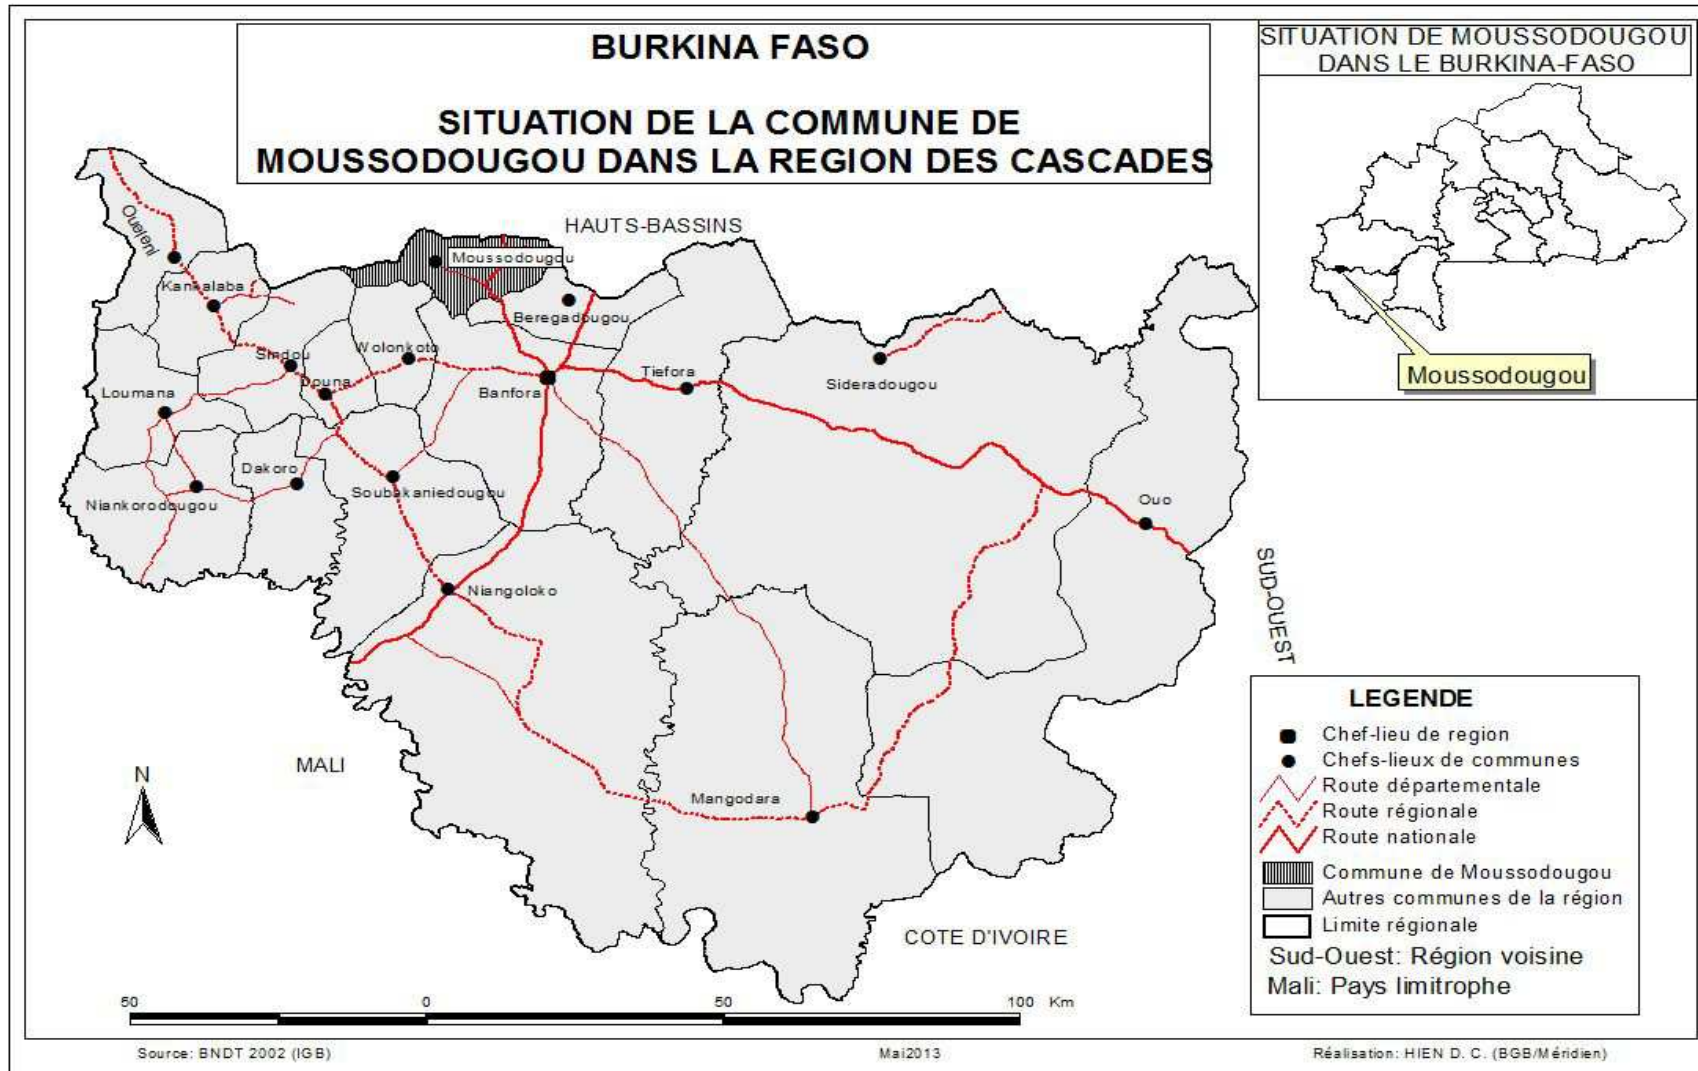 BURKINA FASO
SITUATION DE LA COMMUNE DE
MOUSSODOUGOU DANS LA REGION DES CASCADES
SITUATION DE MOUSSODOUGOU
DANS LE BURKINA-FASO
Moussodougou
HAUTS-BASSINS
Oueleni
Moussodougou
Kankalaba
Beregadougou
Sindou
Wolonkoto
Douna
Loumana
Banfora
Tiefora
Sideradougou
Dakoro
Niankorodougou
Soubakaniedougou
Ouo
Niangoloko
SUD-OUEST
MALI
N
Mangodara
COTE D'IVOIRE
LEGENDE
Chef-lieu de region
Chefs-lieux de communes
Route départementale
Route régionale
Route nationale
Commune de Moussodougou
Autres communes de la région
Limite régionale
Sud-Ouest: Région voisine
Mali: Pays limitrophe
50 0 50 100 Km
Source: BNDT 2002 (IGB)
Mai2013
Réalisation: HIEN D. C. (BGB/Méridien)